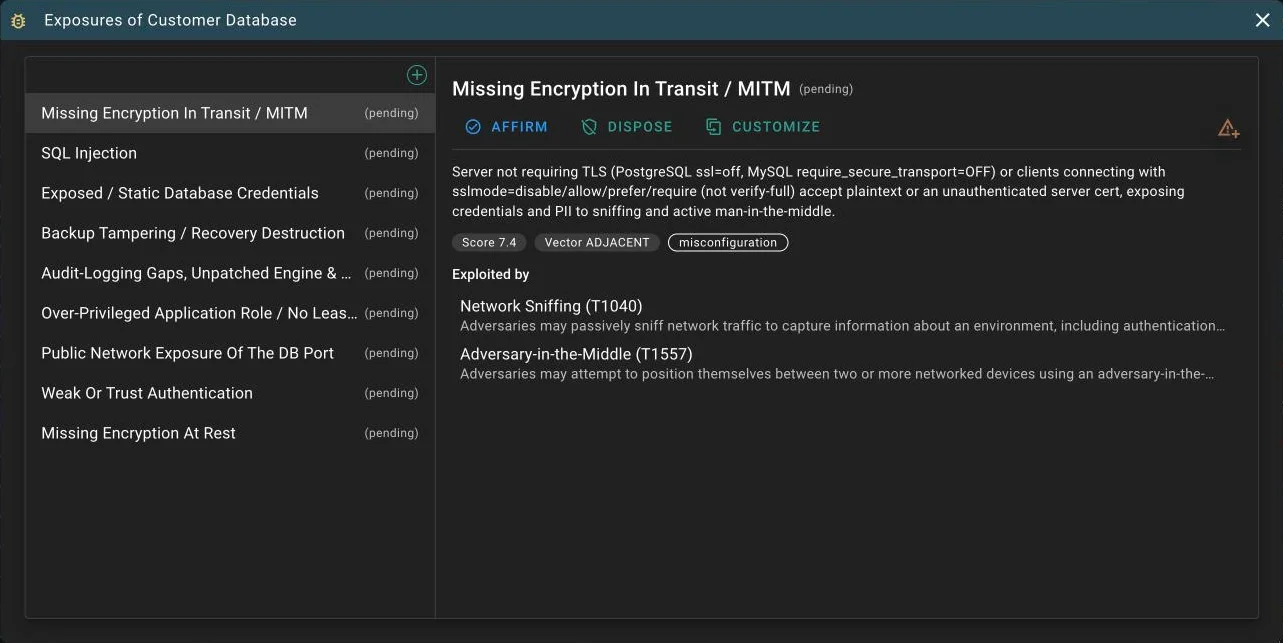 Exposures of Customer Database
Missing Encryption In Transit / MITM (pending)
SQL Injection (pending)
Exposed / Static Database Credentials (pending)
Backup Tampering / Recovery Destruction (pending)
Audit-Logging Gaps, Unpatched Engine & ... (pending)
Over-Privileged Application Role / No Leas... (pending)
Public Network Exposure Of The DB Port (pending)
Weak Or Trust Authentication (pending)
Missing Encryption At Rest (pending)
Missing Encryption In Transit / MITM (pending)
AFFIRM DISPOSE CUSTOMIZE
Server not requiring TLS (PostgreSQL ssl=off, MySQL require_secure_transport=OFF) or clients connecting with
sslmode=disable/allow/prefer/require (not verify-full) accept plaintext or an unauthenticated server cert, exposing
credentials and PII to sniffing and active man-in-the-middle.
Score 7.4 Vector ADJACENT misconfiguration
Exploited by
Network Sniffing (T1040)
Adversaries may passively sniff network traffic to capture information about an environment, including authentication...
Adversary-in-the-Middle (T1557)
Adversaries may attempt to position themselves between two or more networked devices using an adversary-in-the-...